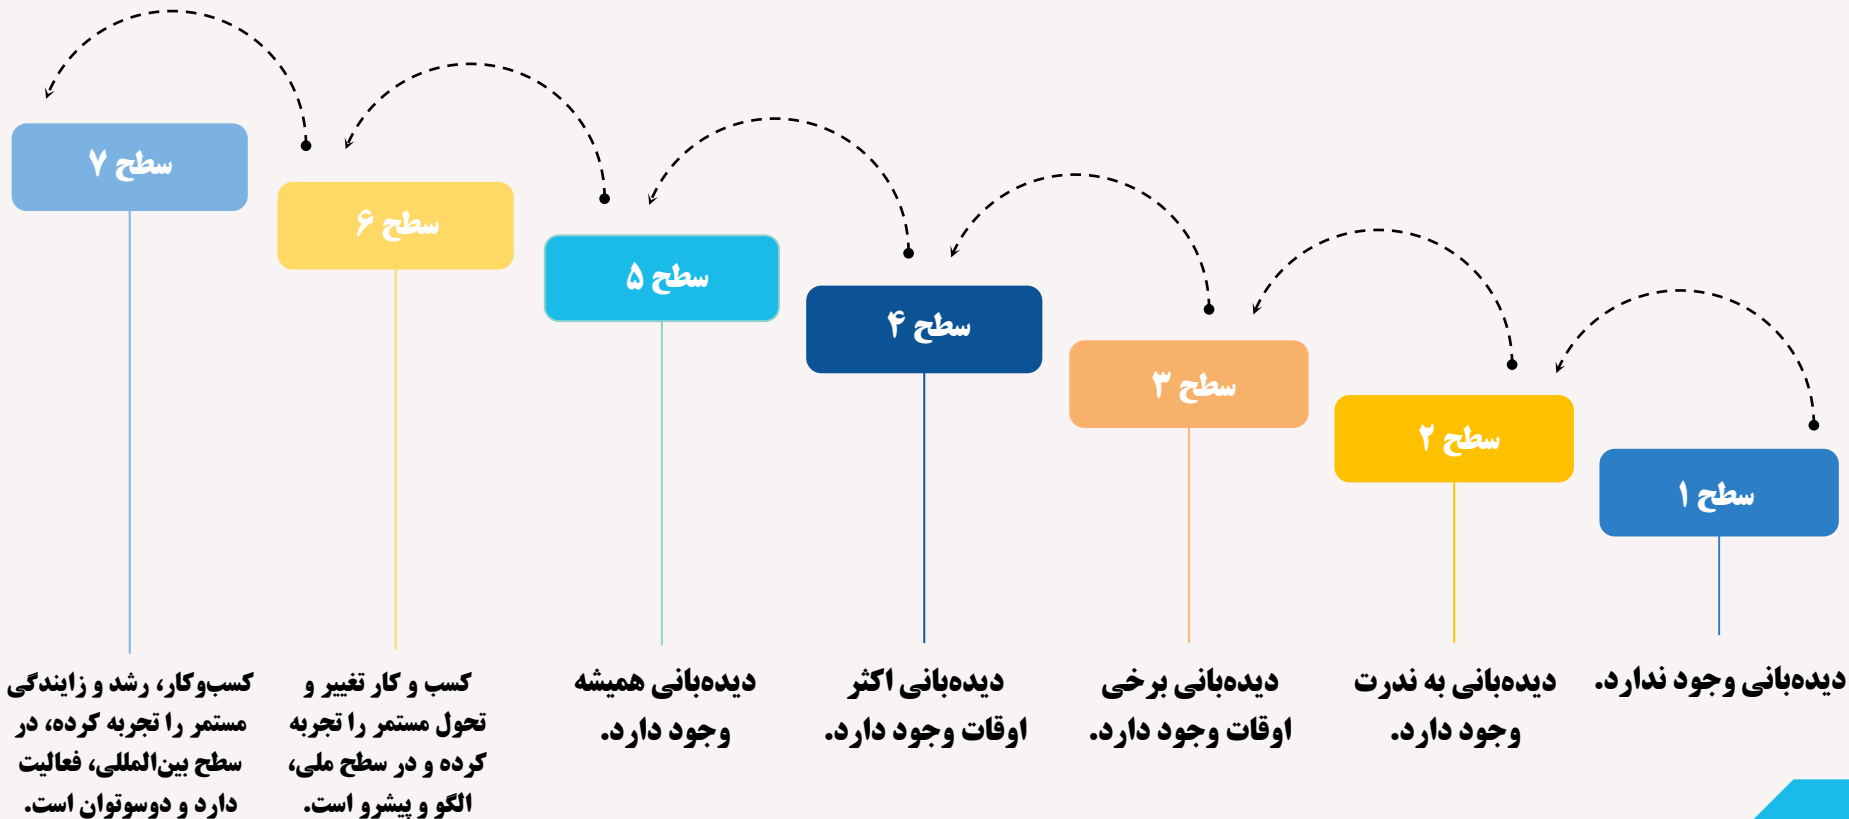 سطح ۱
دیده‌بانی وجود ندارد.
سطح ۲
دیده‌بانی به ندرت
وجود دارد.
سطح ۳
دیده‌بانی برخی
اوقات وجود دارد.
سطح ۴
دیده‌بانی اکثر
اوقات وجود دارد.
سطح ۵
دیده‌بانی همیشه
وجود دارد.
سطح ۶
کسب و کار تغییر و
تحول مستمر را تجربه
کرده و در سطح ملی،
الگو و پیشرو است.
سطح ۷
کسب‌وکار، رشد و زایندگی
مستمر را تجربه کرده، در
سطح بین‌المللی، فعالیت
دارد و دوسوتوان است.